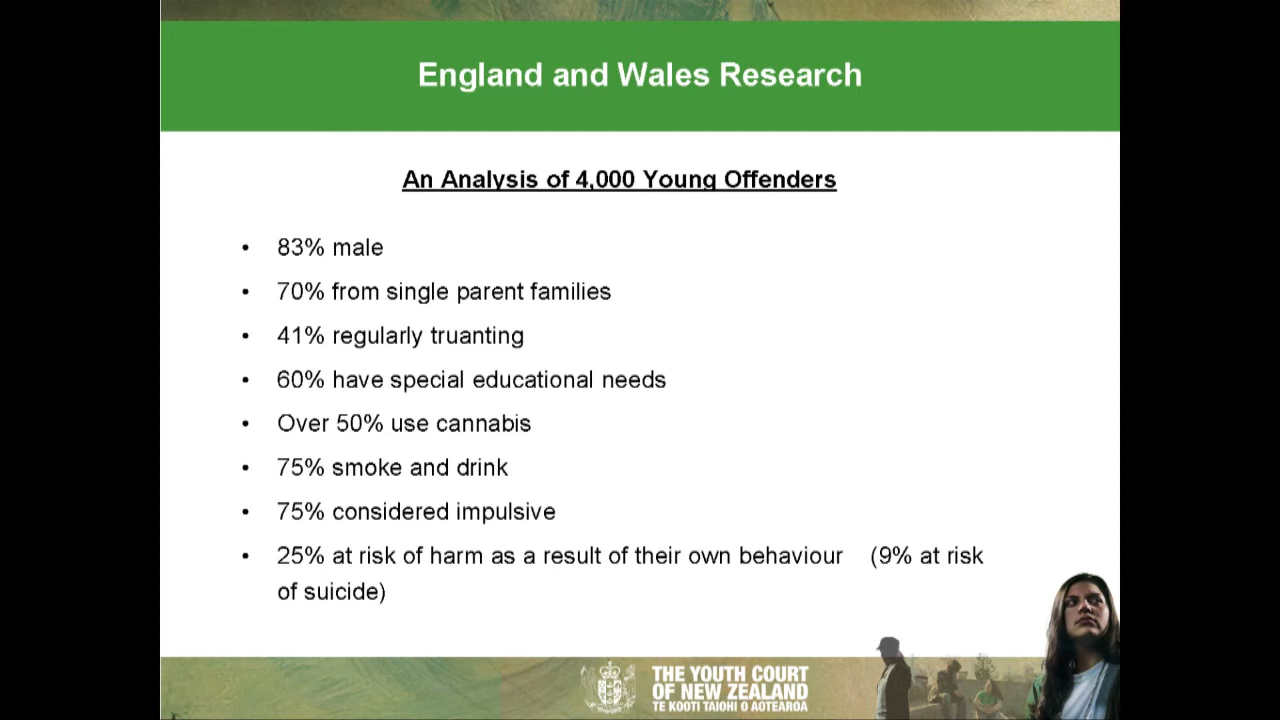 England and Wales Research
An Analysis of 4,000 Young Offenders
• 83% male
• 70% from single parent families
• 41% regularly truanting
• 60% have special educational needs
• Over 50% use cannabis
• 75% smoke and drink
• 75% considered impulsive
• 25% at risk of harm as a result of their own behaviour (9% at risk
of suicide)
THE YOUTH COURT
OF NEW ZEALAND
TE KOOTI TAIOHI O AOTEAROA